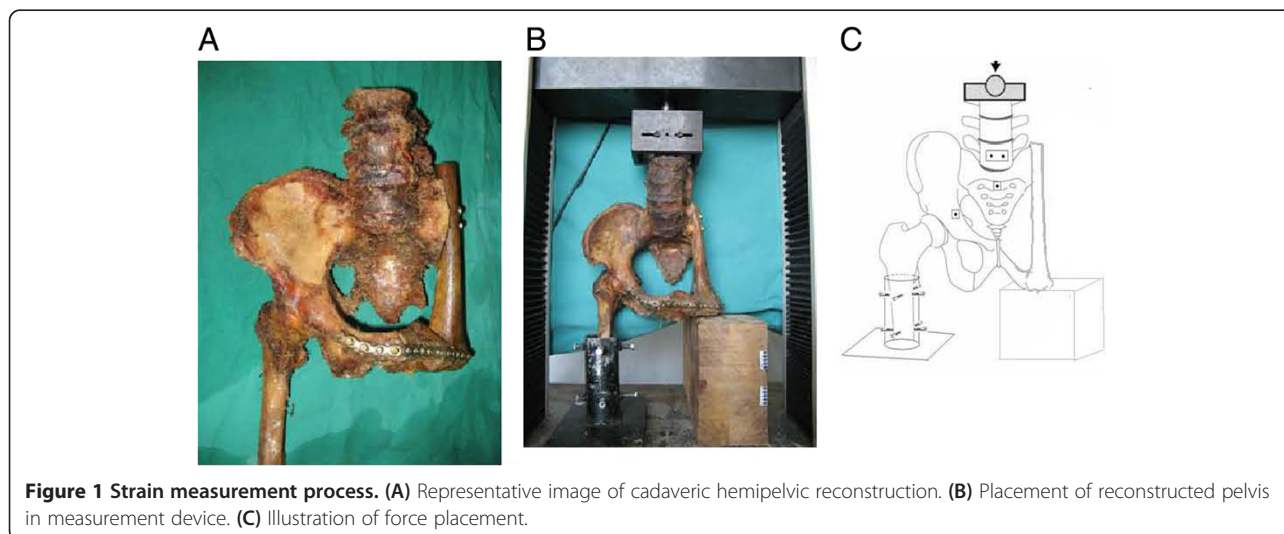 A
B
C
Figure 1 Strain measurement process. (A) Representative image of cadaveric hemipelvic reconstruction. (B) Placement of reconstructed pelvis
in measurement device. (C) Illustration of force placement.